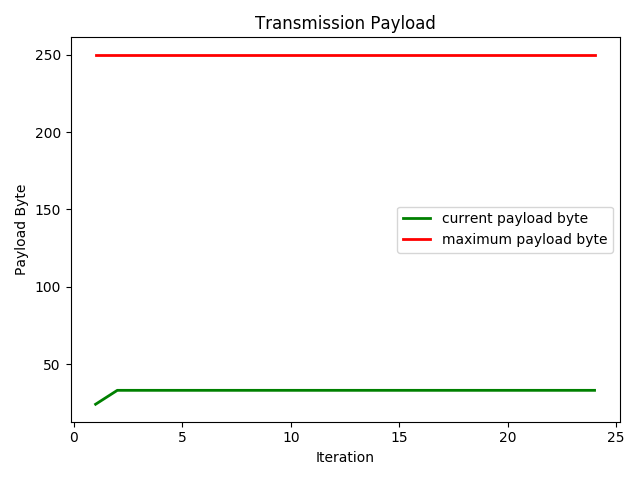 Transmission Payload
250
200
150
100
50
Payload Byte
current payload byte
maximum payload byte
0 5 10 15 20 25
Iteration